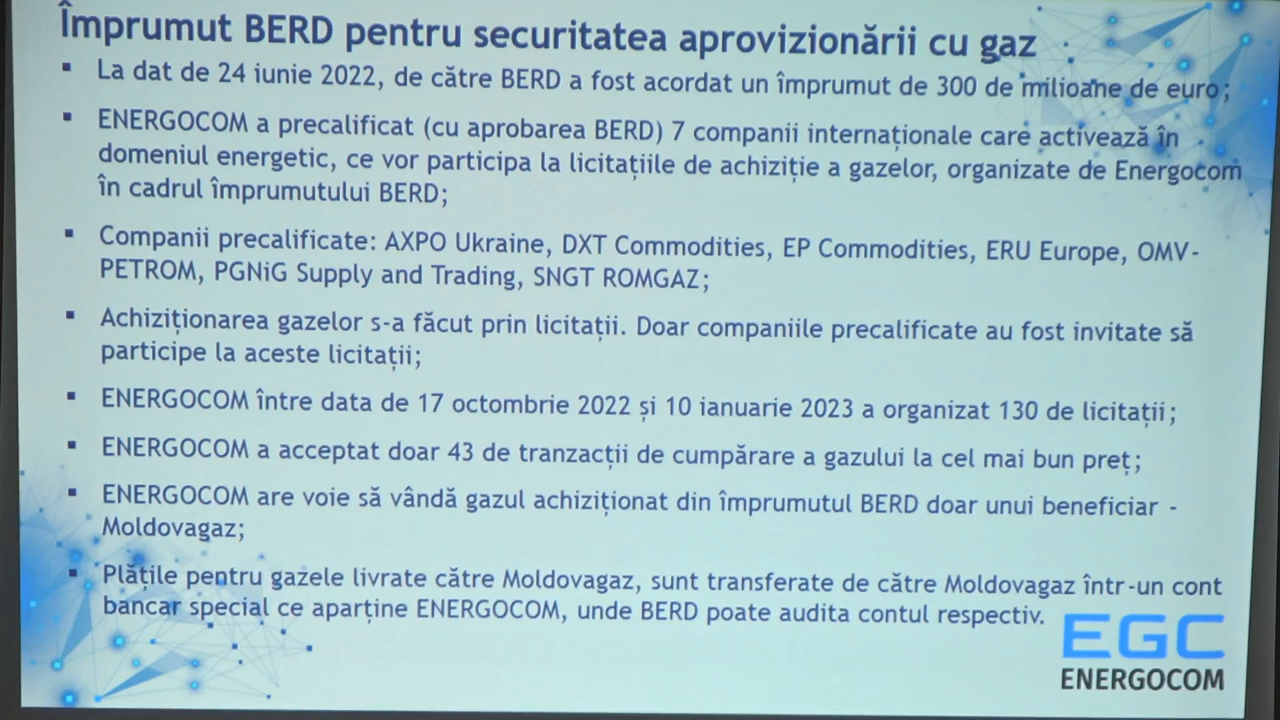 Împrumut BERD pentru securitatea aprovizionării cu gaz
▪ La dat de 24 iunie 2022, de către BERD a fost acordat un împrumut de 300 de milioane de euro;
▪ ENERGOCOM a precalificat (cu aprobarea BERD) 7 companii internaționale care activează în
domeniul energetic, ce vor participa la licitațiile de achiziție a gazelor, organizate de Energocom
în cadrul împrumutului BERD;
▪ Companii precalificate: AXPO Ukraine, DXT Commodities, EP Commodities, ERU Europe, OMV-
PETROM, PGNiG Supply and Trading, SNGT ROMGAZ;
▪ Achiziționarea gazelor s-a făcut prin licitații. Doar companiile precalificate au fost invitate să
participe la aceste licitații;
▪ ENERGOCOM între data de 17 octombrie 2022 și 10 ianuarie 2023 a organizat 130 de licitații;
▪ ENERGOCOM a acceptat doar 43 de tranzacții de cumpărare a gazului la cel mai bun preț;
▪ ENERGOCOM are voie să vândă gazul achiziționat din împrumutul BERD doar unui beneficiar -
Moldovagaz;
▪ Plățile pentru gazele livrate către Moldovagaz, sunt transferate de către Moldovagaz într-un cont
bancar special ce aparține ENERGOCOM, unde BERD poate audita contul respectiv.
EGC
ENERGOCOM